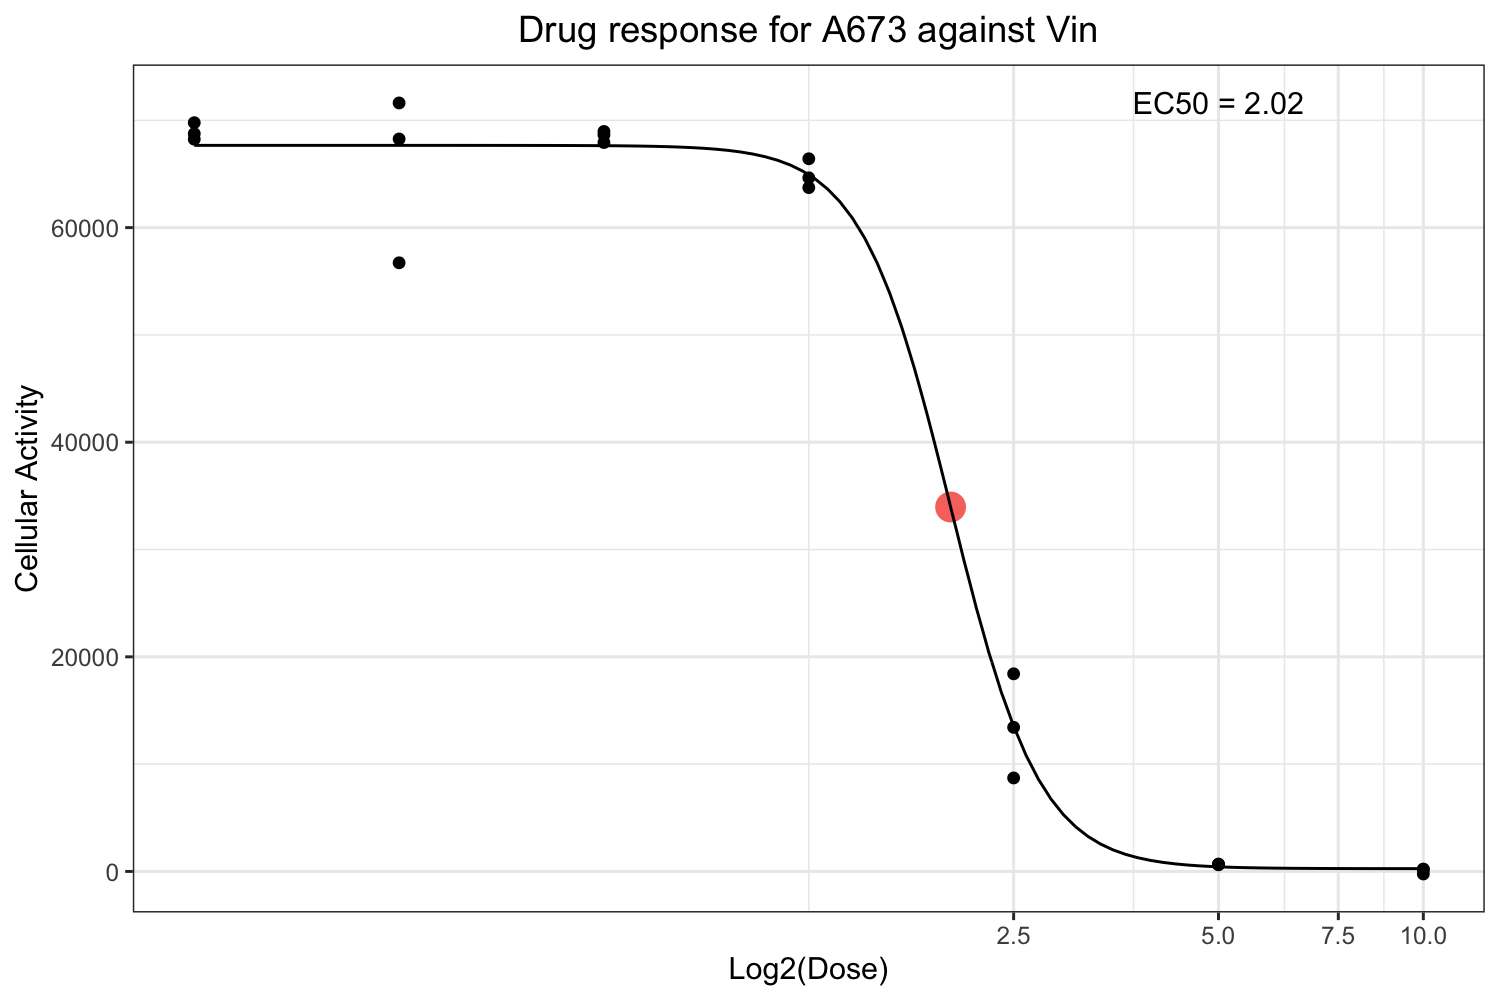 Drug response for A673 against Vin
EC50 = 2.02
60000
40000
20000
0
Cellular Activity
2.5 5.0 7.5 10.0
Log2(Dose)